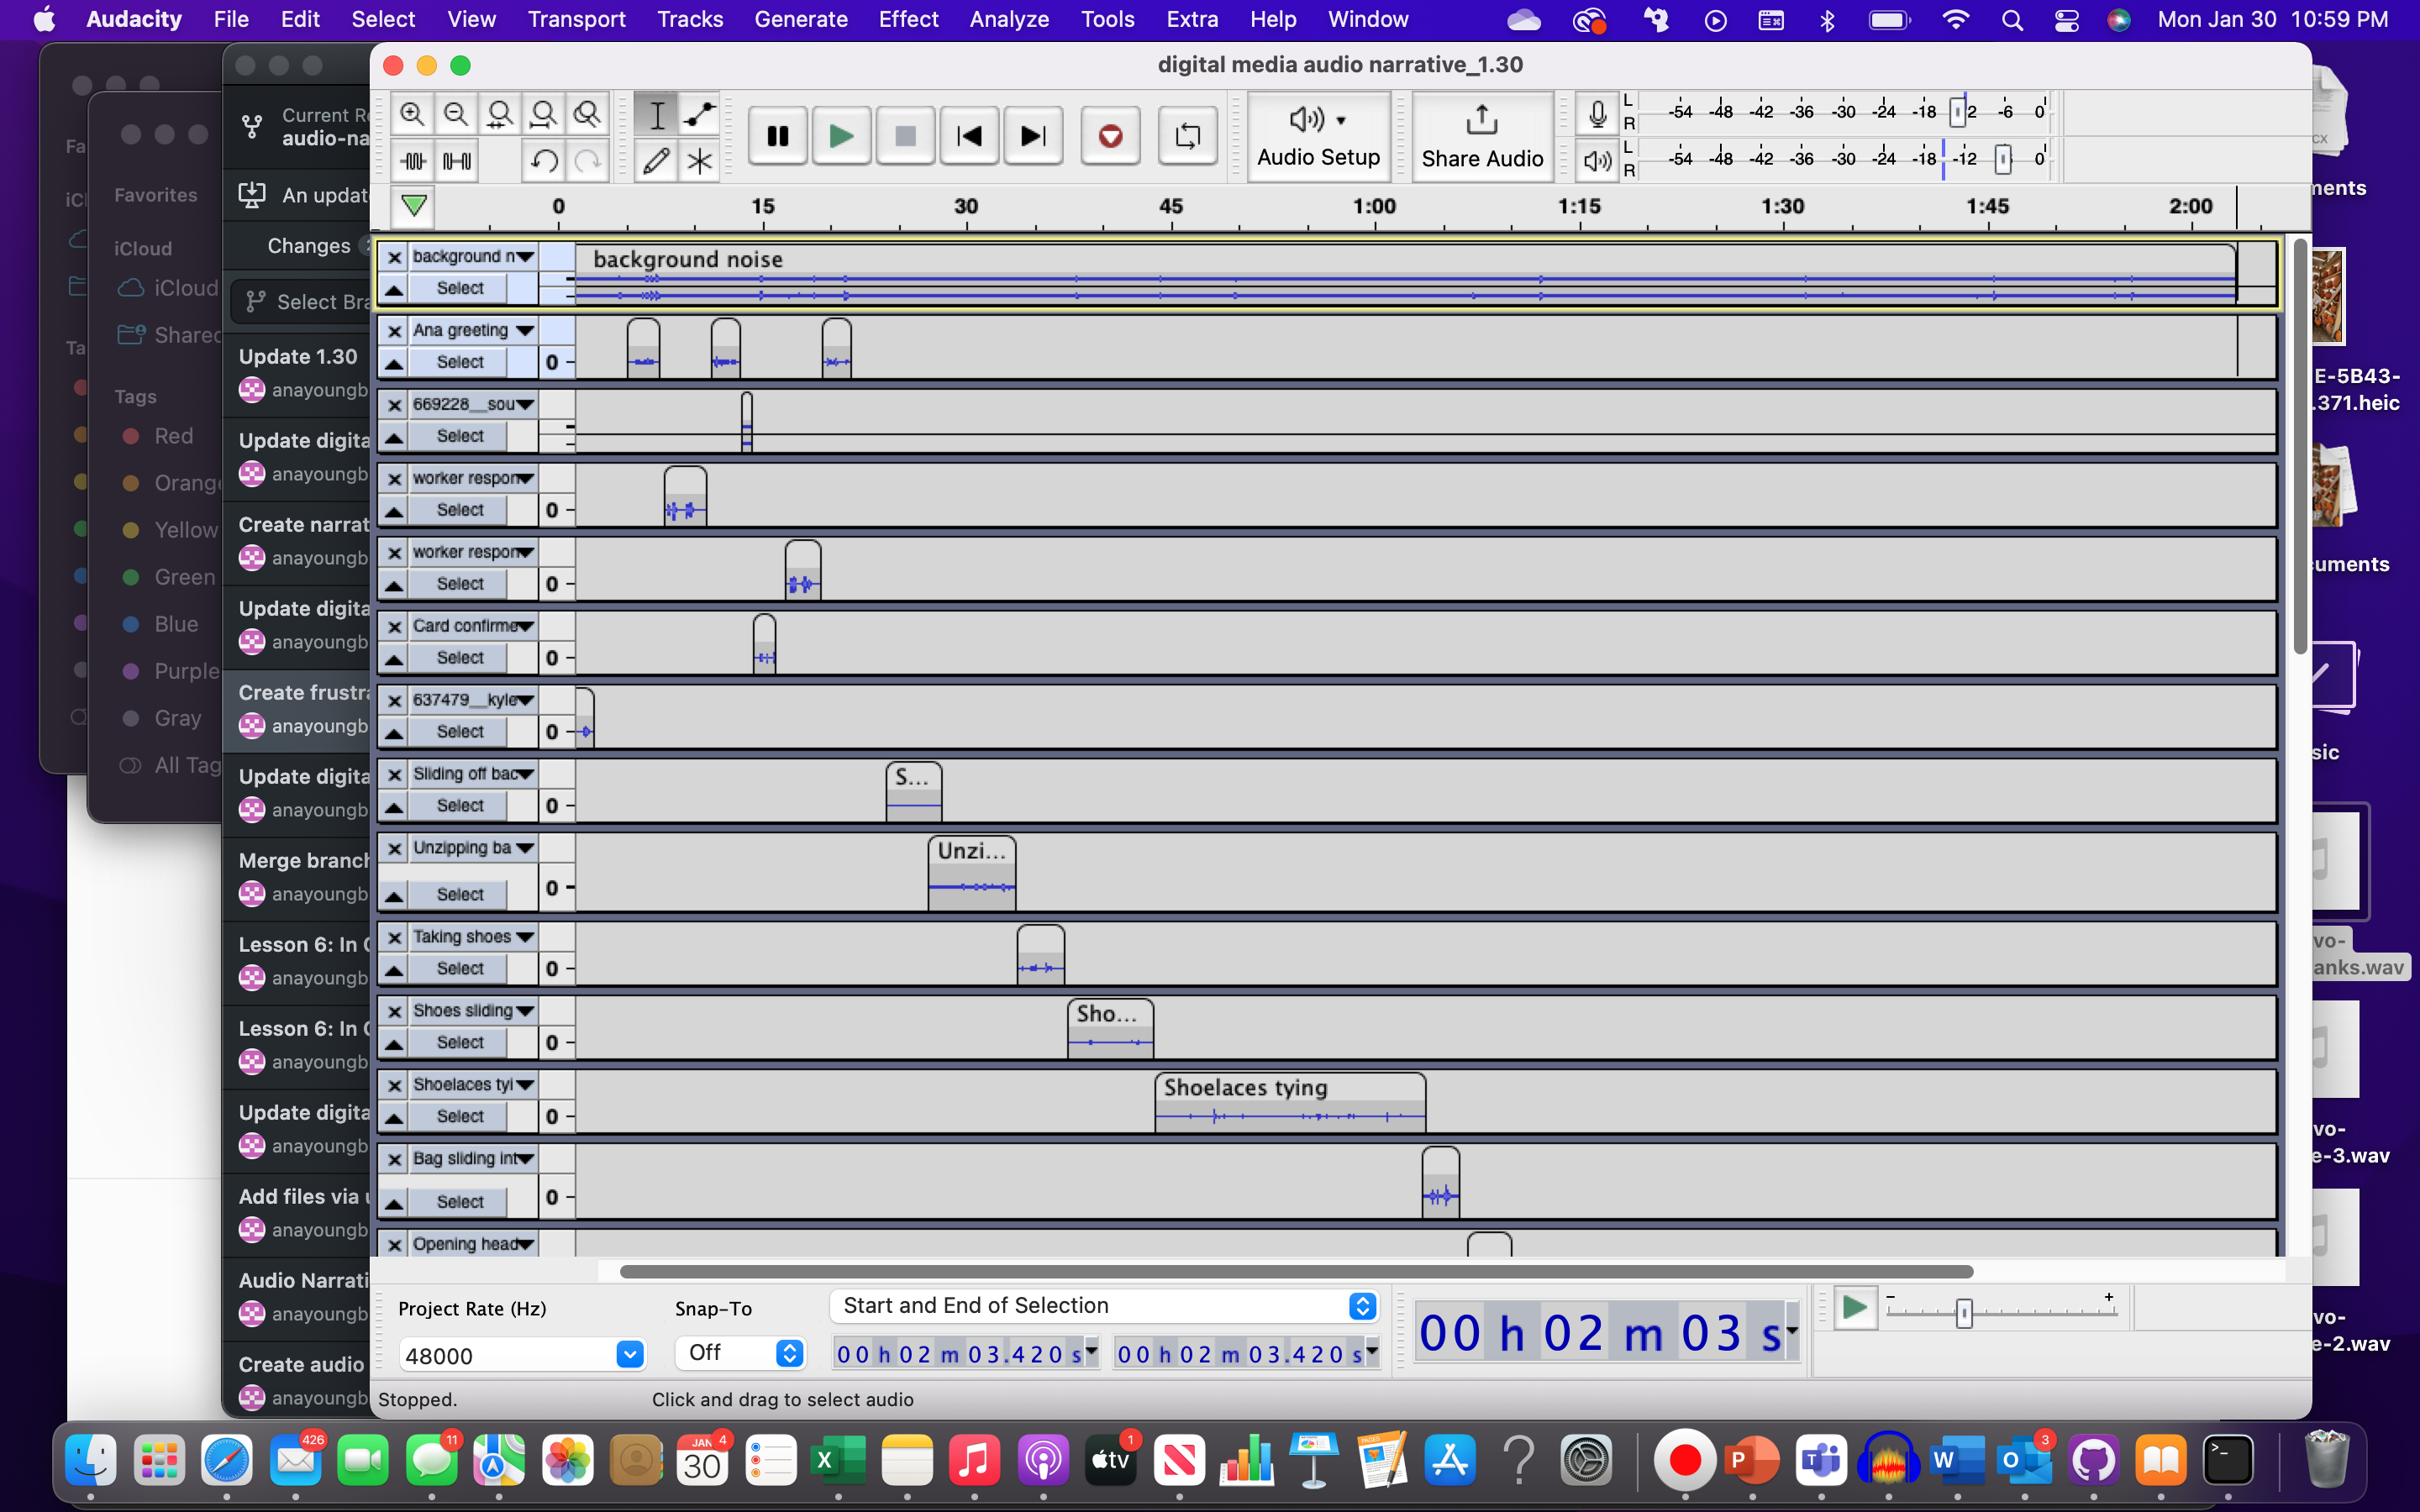 Audacity File Edit Select View Transport Tracks Generate Effect Analyze Tools Extra Help Window Mon Jan 30 10:59 PM
digital media audio narrative_1.30
Audio Setup
Share Audio
L
R
-54 -48 -42 -36 -30 -24 -18 2 -6 0
L
R
-54 -48 -42 -36 -30 -24 -18 -12 0
0 15 30 45 1:00 1:15 1:30 1:45 2:00
background n
background noise
Select
Ana greeting
Select
0
669228__sou
Select
worker respon
Select
0
worker respon
Select
0
Card confirme
Select
0
637479__kyle
Select
0
Sliding off bac
S...
Select
0
Unzipping ba
Unzi...
Select
0
Taking shoes
Select
0
Shoes sliding
Sho...
Select
0
Shoelaces tyi
Shoelaces tying
Select
0
Bag sliding int
Select
0
Opening head
Project Rate (Hz)
48000
Snap-To
Off
Start and End of Selection
00 h 02 m 03.420 s
00 h 02 m 03.420 s
00 h 02 m 03 s
- +
Stopped.
Click and drag to select audio
Current Re
audio-na
An updat
Changes
Select Bra
Update 1.30
anayoungb
Update digita
anayoungb
Create narrat
anayoungb
Update digita
anayoungb
Create frustra
anayoungb
Update digita
anayoungb
Merge branch
anayoungb
Lesson 6: In C
anayoungb
Lesson 6: In C
anayoungb
Update digita
anayoungb
Add files via u
anayoungb
Audio Narrati
anayoungb
Create audio
anayoungb
Fa
iCl
Ta
Favorites
iCloud
iCloud
Shared
Tags
Red
Orange
Yellow
Green
Blue
Purple
Gray
All Tag
CX
nents
E-5B43-
.371.heic
cuments
sic
vo-
anks.wav
vo-
e-3.wav
vo-
e-2.wav
426
11
JAN 4
30
X
tv
1
P
T
W
O
3
>_